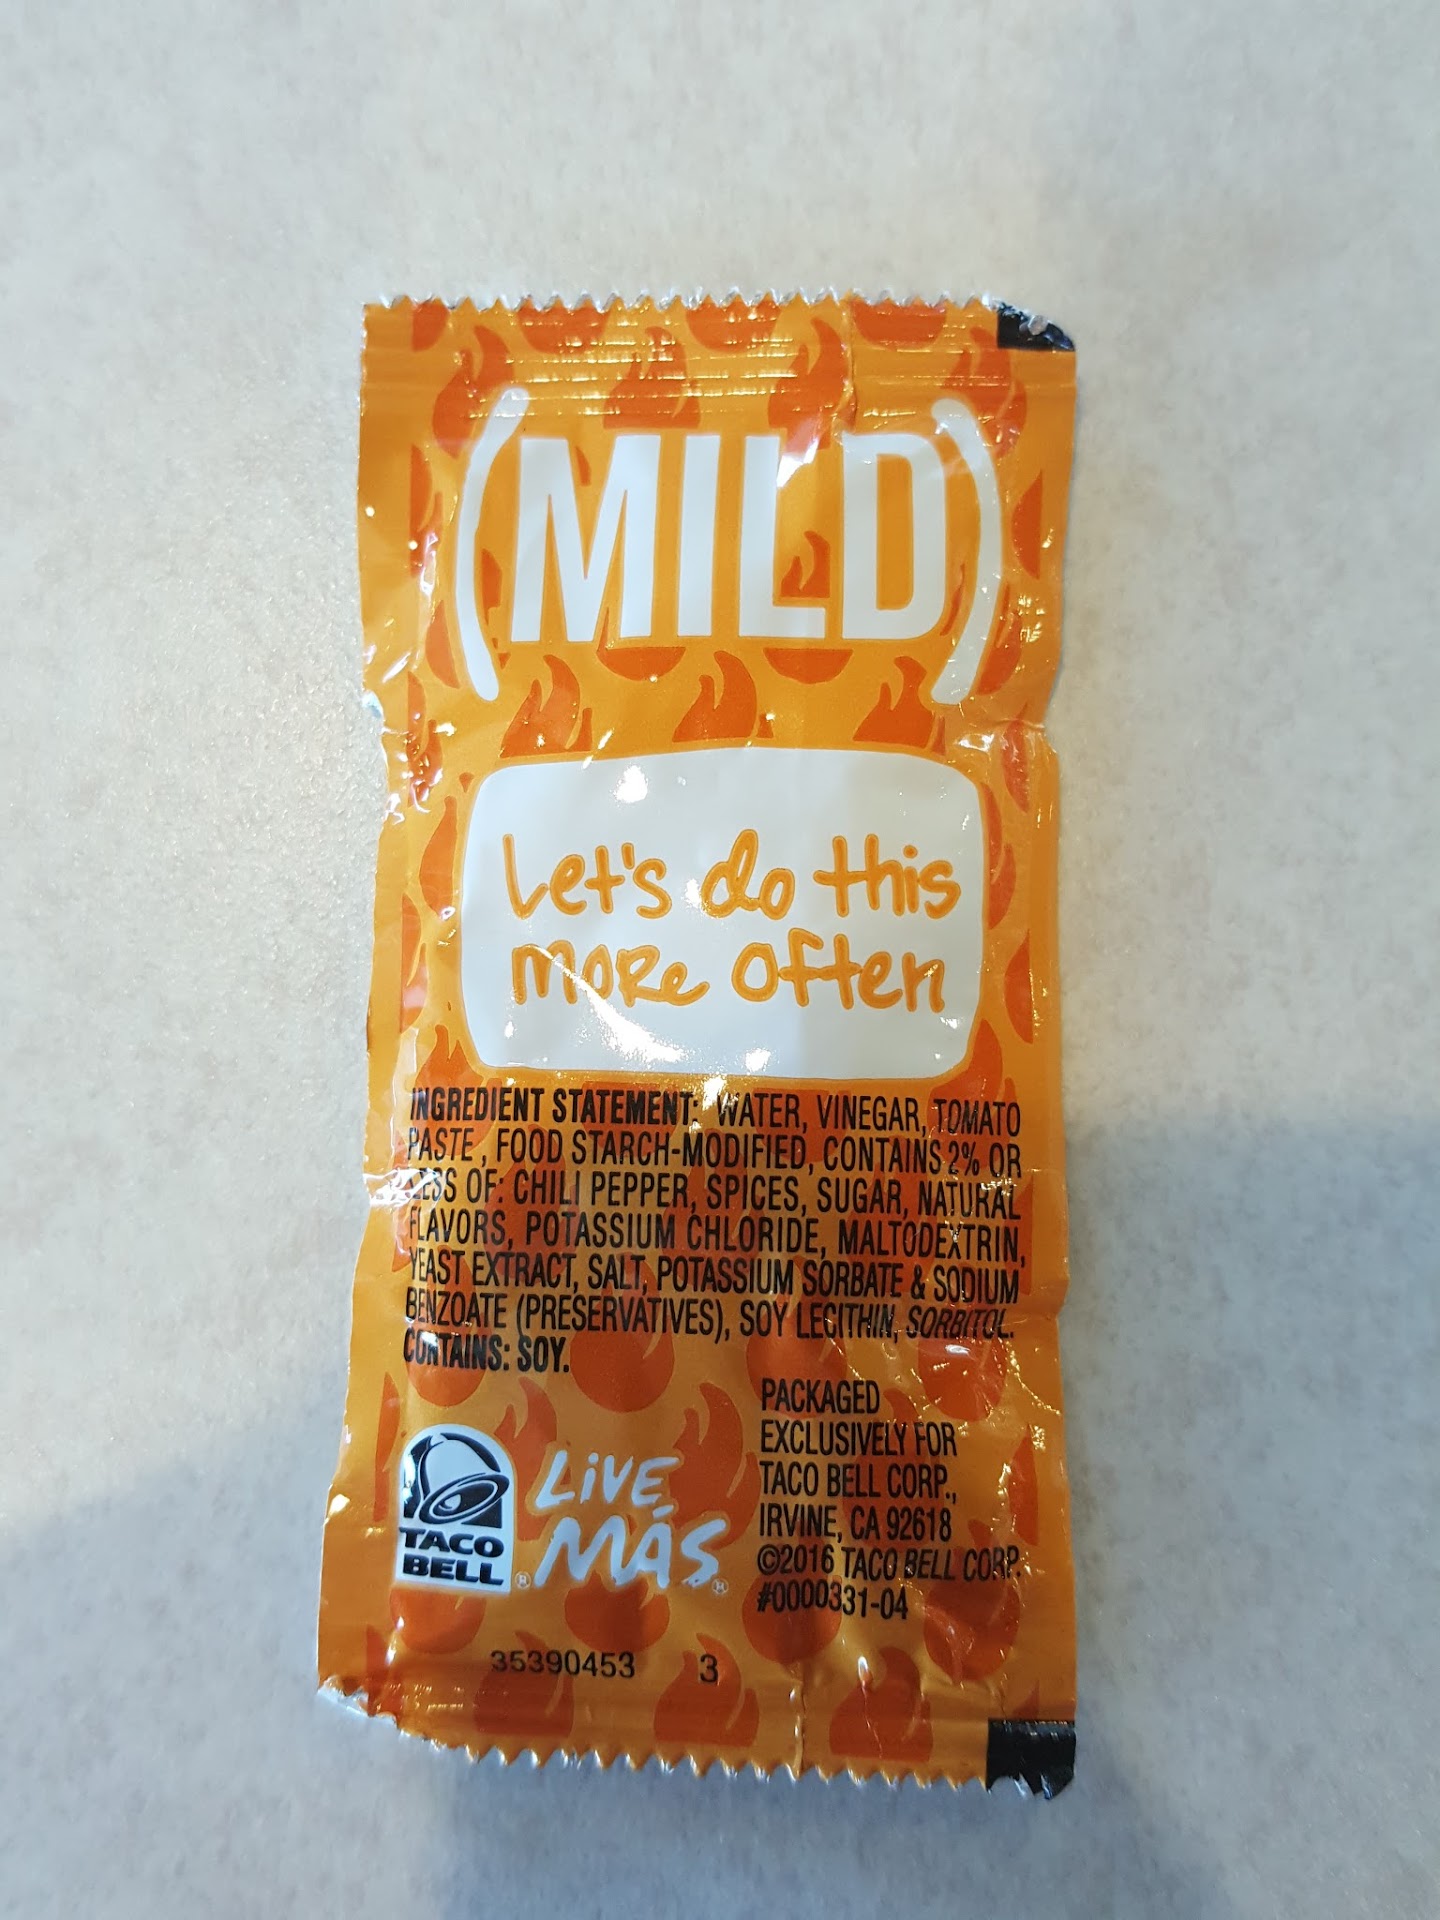 (MILD)
Let's do this
more often
INGREDIENT STATEMENT: WATER, VINEGAR, TOMATO
PASTE, FOOD STARCH-MODIFIED, CONTAINS 2% OR
LESS OF: CHILI PEPPER, SPICES, SUGAR, NATURAL
FLAVORS, POTASSIUM CHLORIDE, MALTODEXTRIN,
YEAST EXTRACT, SALT, POTASSIUM SORBATE & SODIUM
BENZOATE (PRESERVATIVES), SOY LECITHIN, SORBITOL.
CONTAINS: SOY.
PACKAGED
EXCLUSIVELY FOR
TACO BELL CORP.,
IRVINE, CA 92618
©2016 TACO BELL CORP.
#0000331-04
TACO
BELL®
LIVE
MÁS®
35390453 3